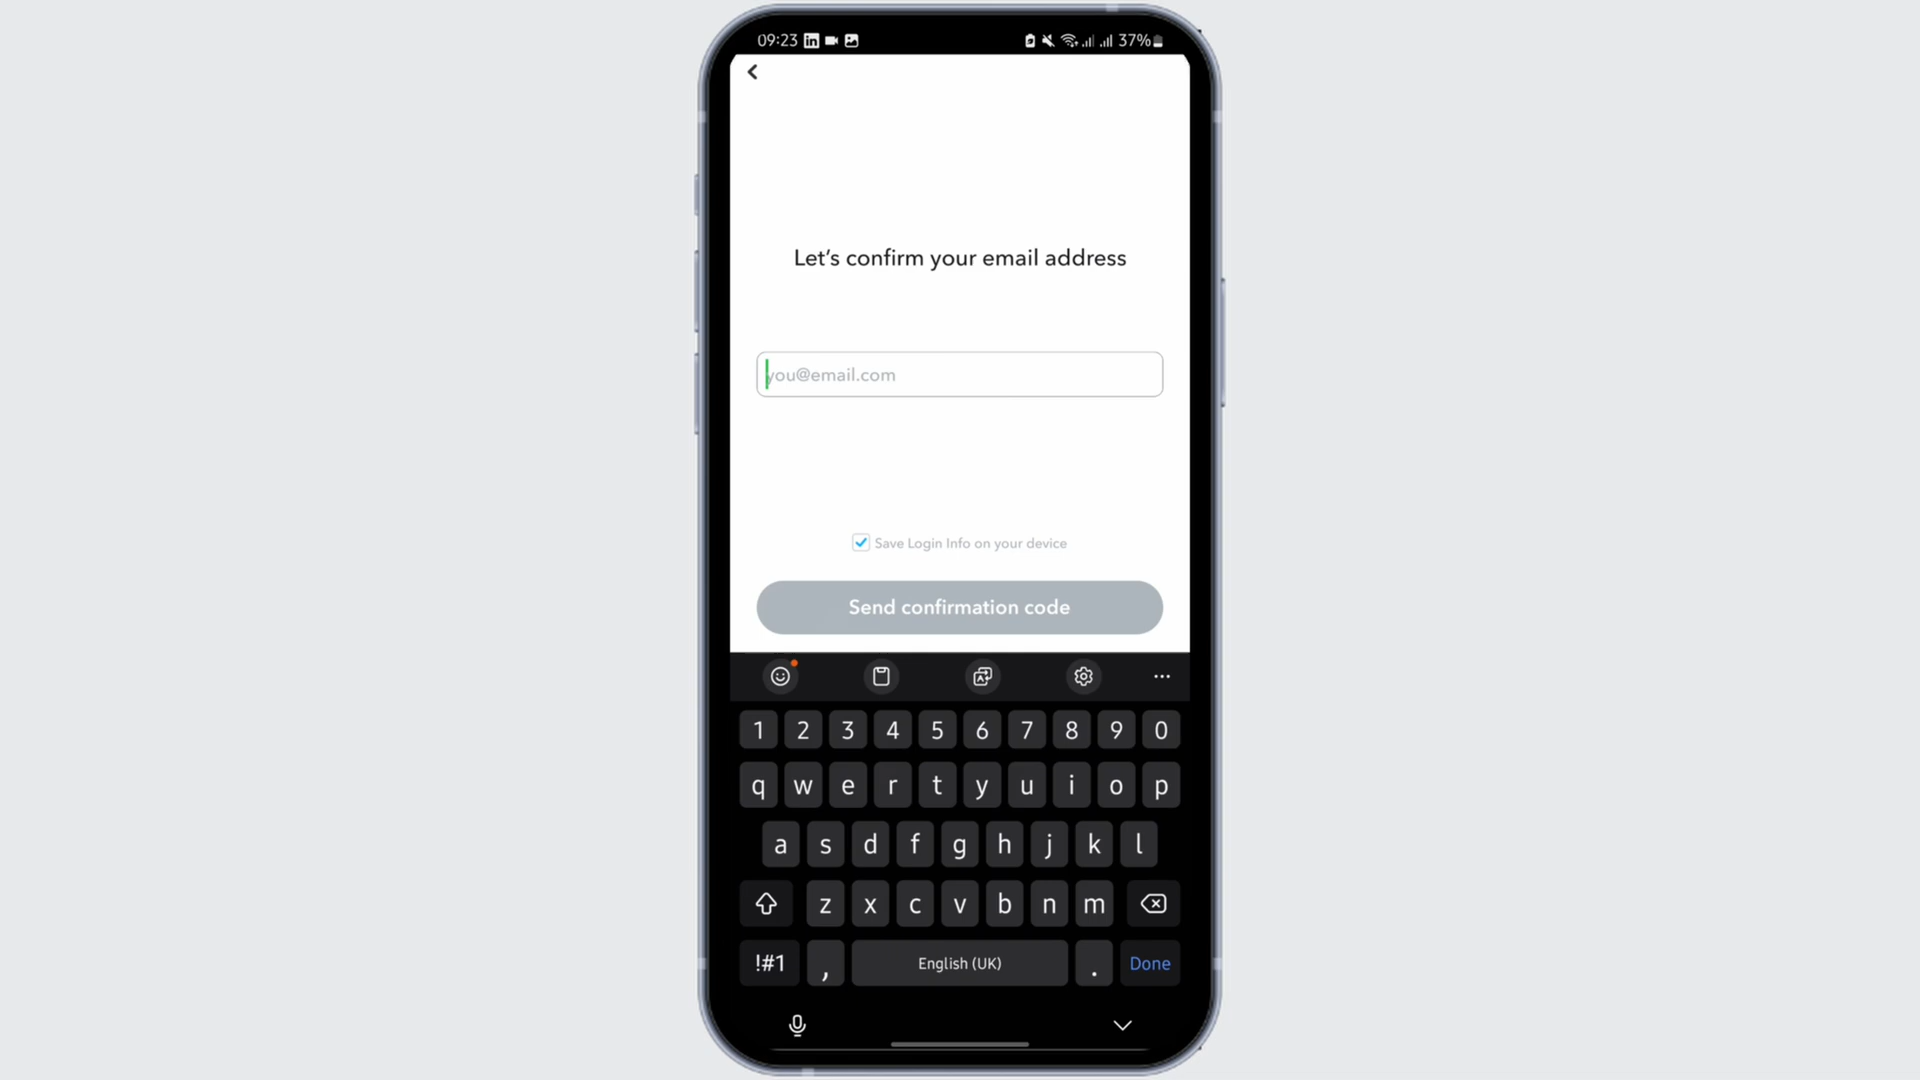 09:23 in 37%
Let's confirm your email address
you@email.com
Save Login Info on your device
Send confirmation code
1 2 3 4 5 6 7 8 9 0
q w e r t y u i o p
a s d f g h j k l
z x c v b n m
!#1 , English (UK) . Done